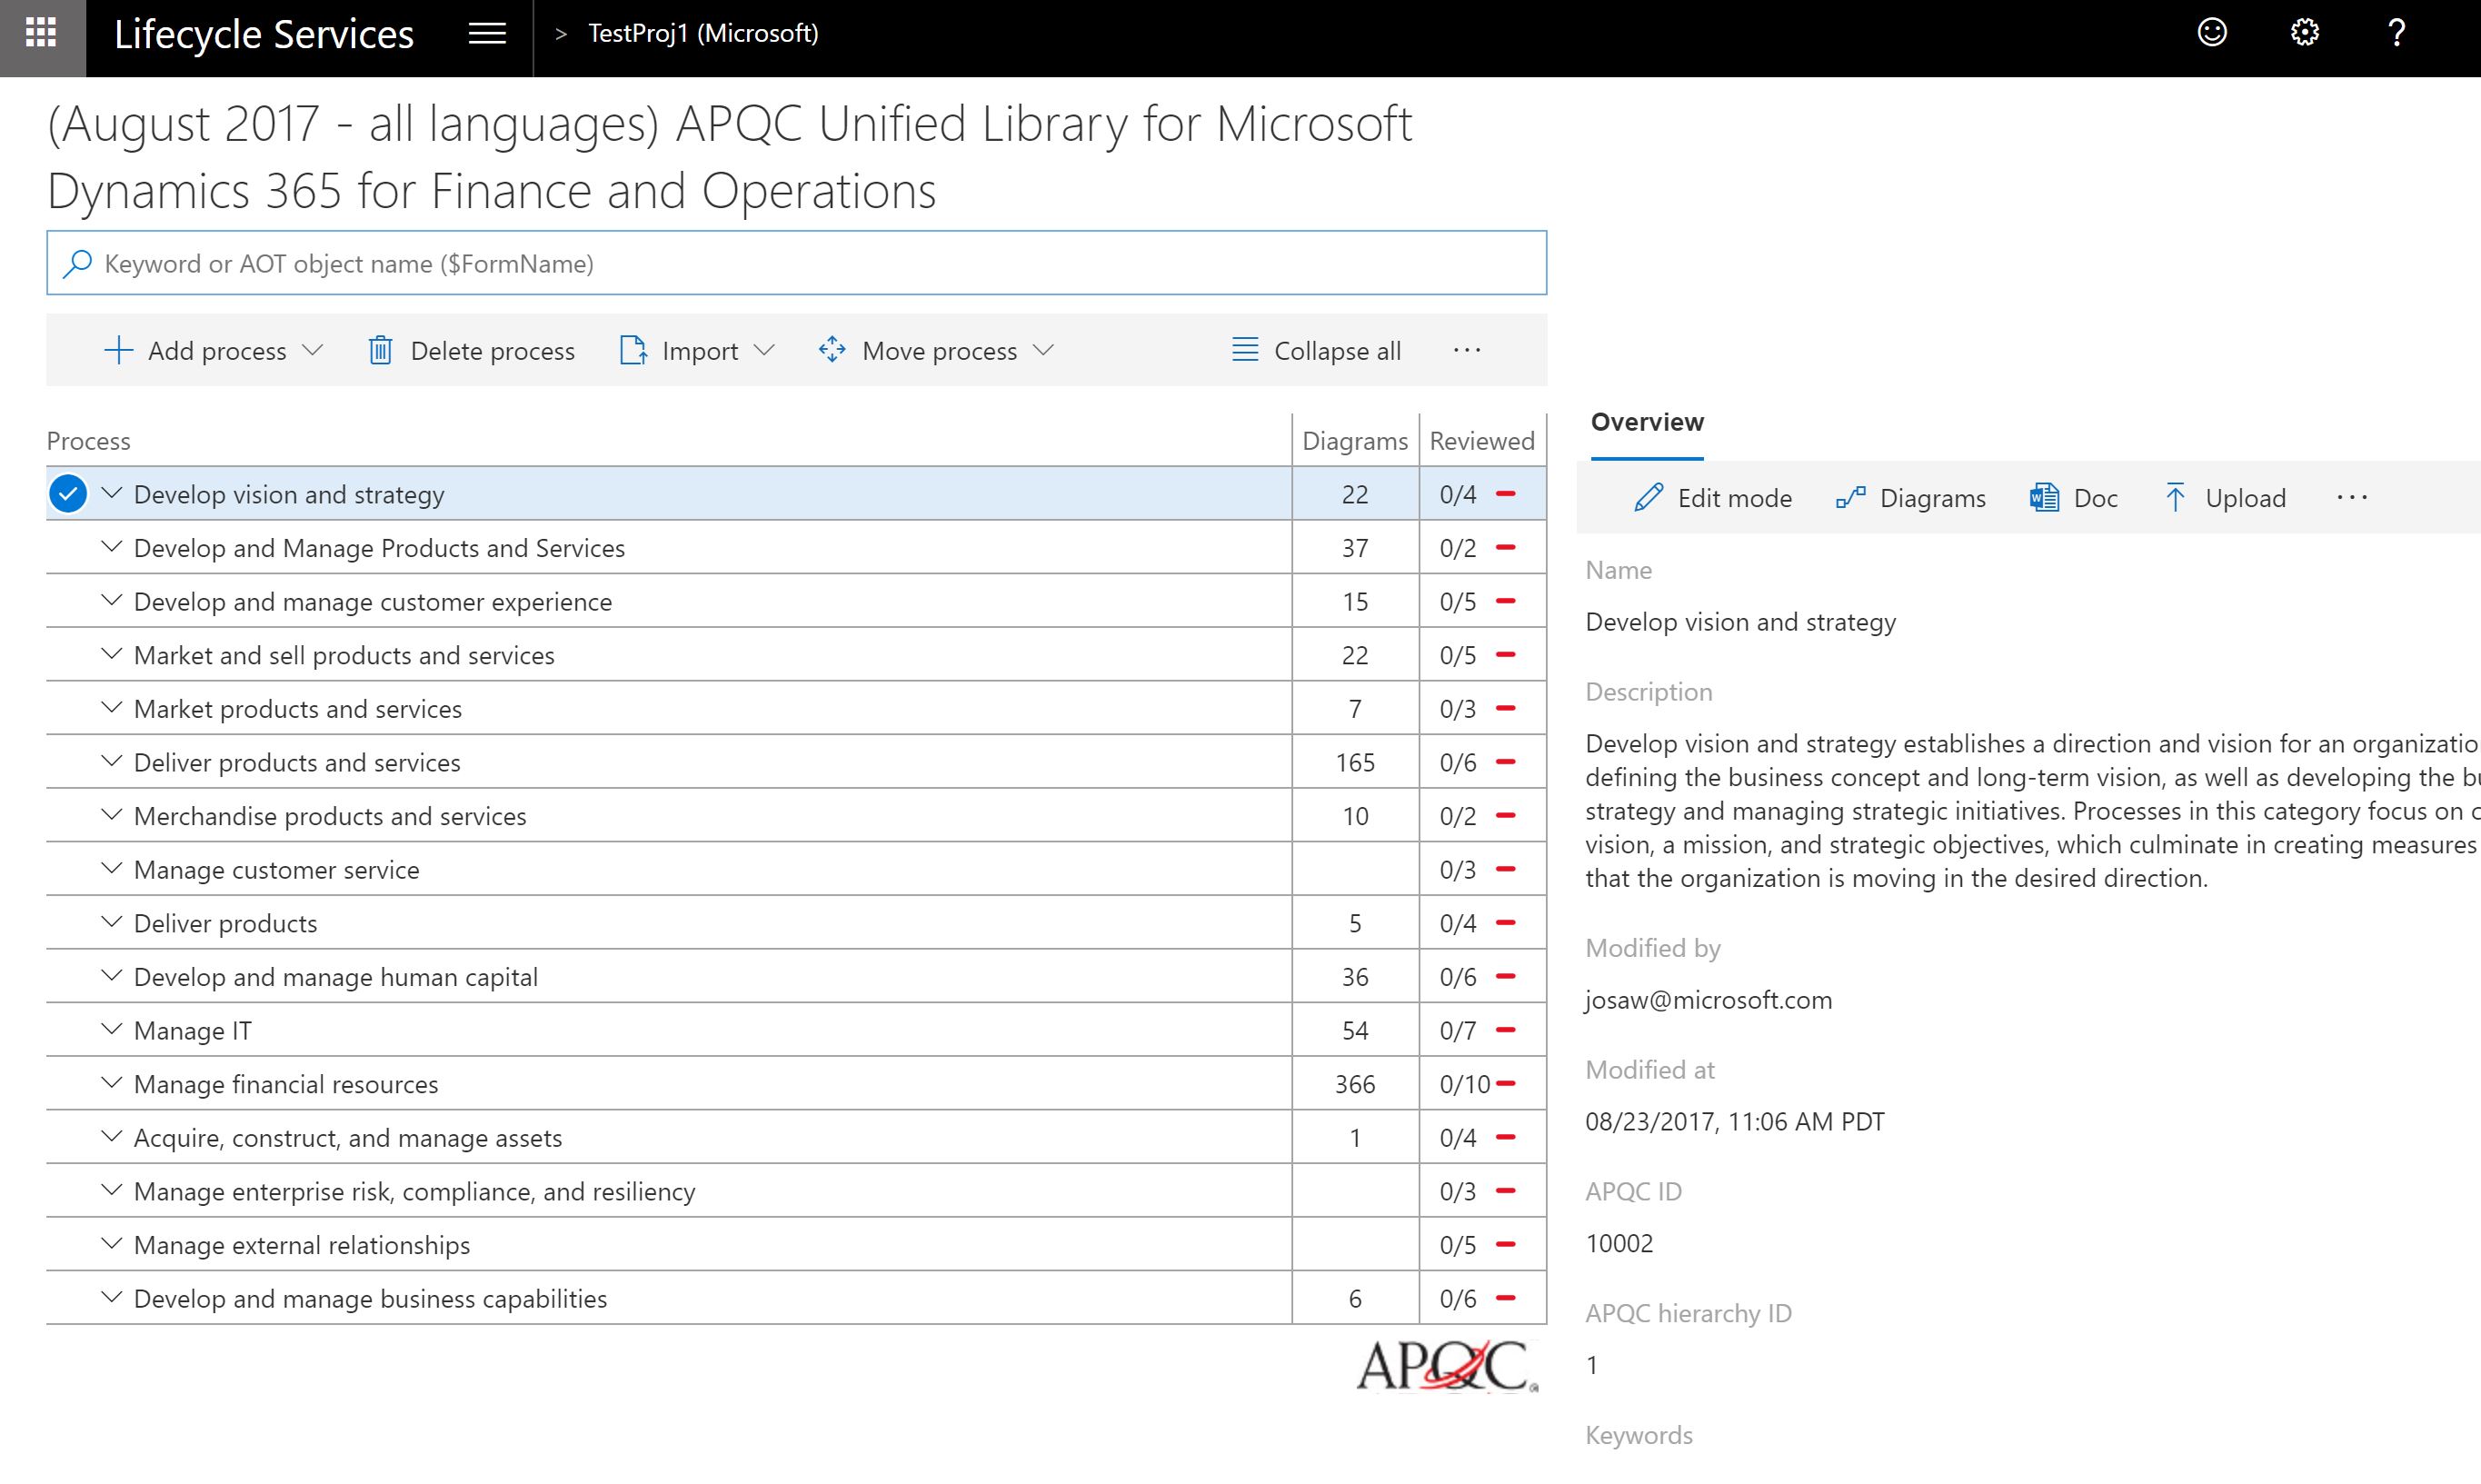 Lifecycle Services
> TestProj1 (Microsoft)
?
(August 2017 - all languages) APQC Unified Library for Microsoft
Dynamics 365 for Finance and Operations
Keyword or AOT object name ($FormName)
Add process
Delete process
Import
Move process
Collapse all
...
Process Diagrams Reviewed
Develop vision and strategy 22 0/4
Develop and Manage Products and Services 37 0/2
Develop and manage customer experience 15 0/5
Market and sell products and services 22 0/5
Market products and services 7 0/3
Deliver products and services 165 0/6
Merchandise products and services 10 0/2
Manage customer service 0/3
Deliver products 5 0/4
Develop and manage human capital 36 0/6
Manage IT 54 0/7
Manage financial resources 366 0/10
Acquire, construct, and manage assets 1 0/4
Manage enterprise risk, compliance, and resiliency 0/3
Manage external relationships 0/5
Develop and manage business capabilities 6 0/6
APQC
Overview
Edit mode
Diagrams
Doc
Upload
...
Name
Develop vision and strategy
Description
Develop vision and strategy establishes a direction and vision for an
defining the business concept and long-term vision, as well as developing the
strategy and managing strategic initiatives. Processes in this category focus on
vision, a mission, and strategic objectives, which culminate in creating measures
that the organization is moving in the desired direction.
Modified by
josaw@microsoft.com
Modified at
08/23/2017, 11:06 AM PDT
APQC ID
10002
APQC hierarchy ID
1
Keywords